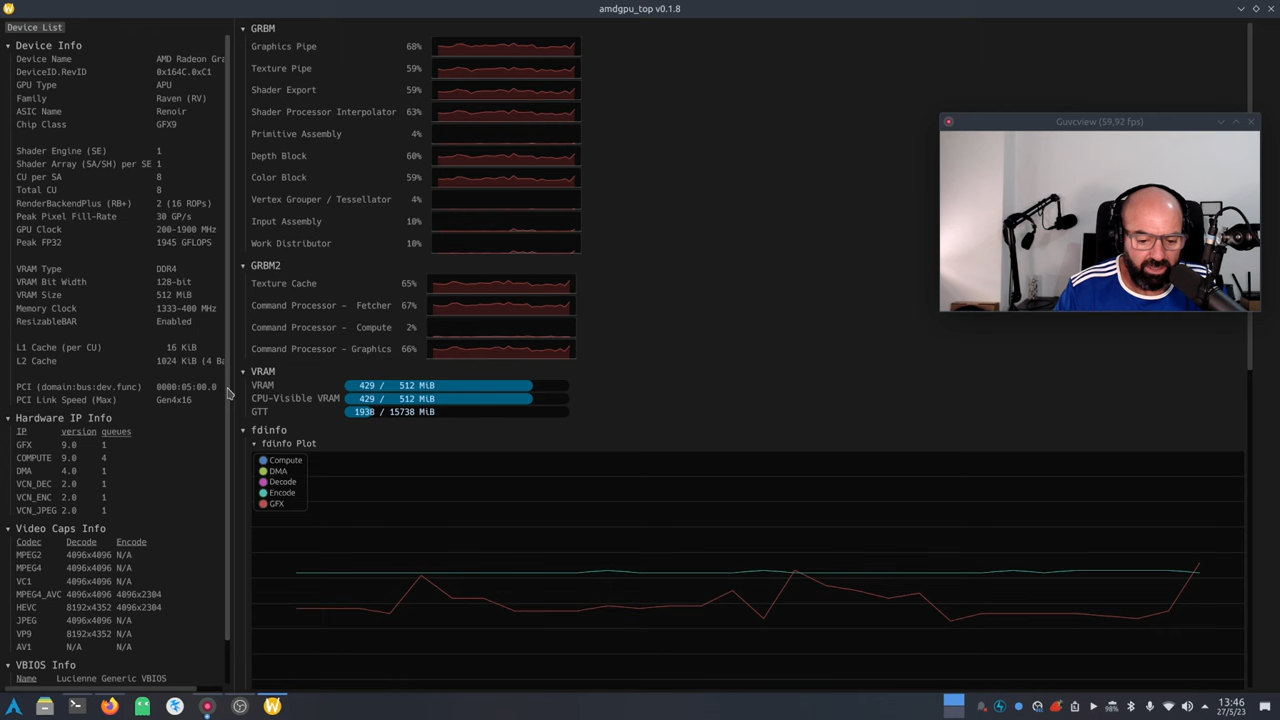 amdgpu_top v0.1.8
Device List
Device Info
Device Name AMD Radeon Gra
DeviceID.RevID 0x164C.0xC1
GPU Type APU
Family Raven (RV)
ASIC Name Renoir
Chip Class GFX9
Shader Engine (SE) 1
Shader Array (SA/SH) per SE 1
CU per SA 8
Total CU 8
RenderBackendPlus (RB+) 2 (16 ROPs)
Peak Pixel Fill-Rate 30 GP/s
GPU Clock 200-1900 MHz
Peak FP32 1945 GFLOPS
VRAM Type DDR4
VRAM Bit Width 128-bit
VRAM Size 512 MiB
Memory Clock 1333-400 MHz
ResizableBAR Enabled
L1 Cache (per CU) 16 KiB
L2 Cache 1024 KiB (4 Ba
PCI (domain:bus:dev.func) 0000:05:00.0
PCI Link Speed (Max) Gen4x16
Hardware IP Info
IP version queues
GFX 9.0 1
COMPUTE 9.0 4
DMA 4.0 1
VCN_DEC 2.0 1
VCN_ENC 2.0 1
VCN_JPEG 2.0 1
Video Caps Info
Codec Decode Encode
MPEG2 4096x4096 N/A
MPEG4 4096x4096 N/A
VC1 4096x4096 N/A
MPEG4_AVC 4096x4096 4096x2304
HEVC 8192x4352 4096x2304
JPEG 4096x4096 N/A
VP9 8192x4352 N/A
AV1 N/A N/A
VBIOS Info
Name Lucienne Generic VBIOS
GRBM
Graphics Pipe 68%
Texture Pipe 59%
Shader Export 59%
Shader Processor Interpolator 63%
Primitive Assembly 4%
Depth Block 60%
Color Block 59%
Vertex Grouper / Tessellator 4%
Input Assembly 10%
Work Distributor 10%
GRBM2
Texture Cache 65%
Command Processor - Fetcher 67%
Command Processor - Compute 2%
Command Processor - Graphics 66%
VRAM
VRAM 429 / 512 MiB
CPU-Visible VRAM 429 / 512 MiB
GTT 1938 / 15738 MiB
fdinfo
fdinfo Plot
Compute
DMA
Decode
Encode
GFX
Guvcview (59,92 fps)
98%
13:46
27/5/23